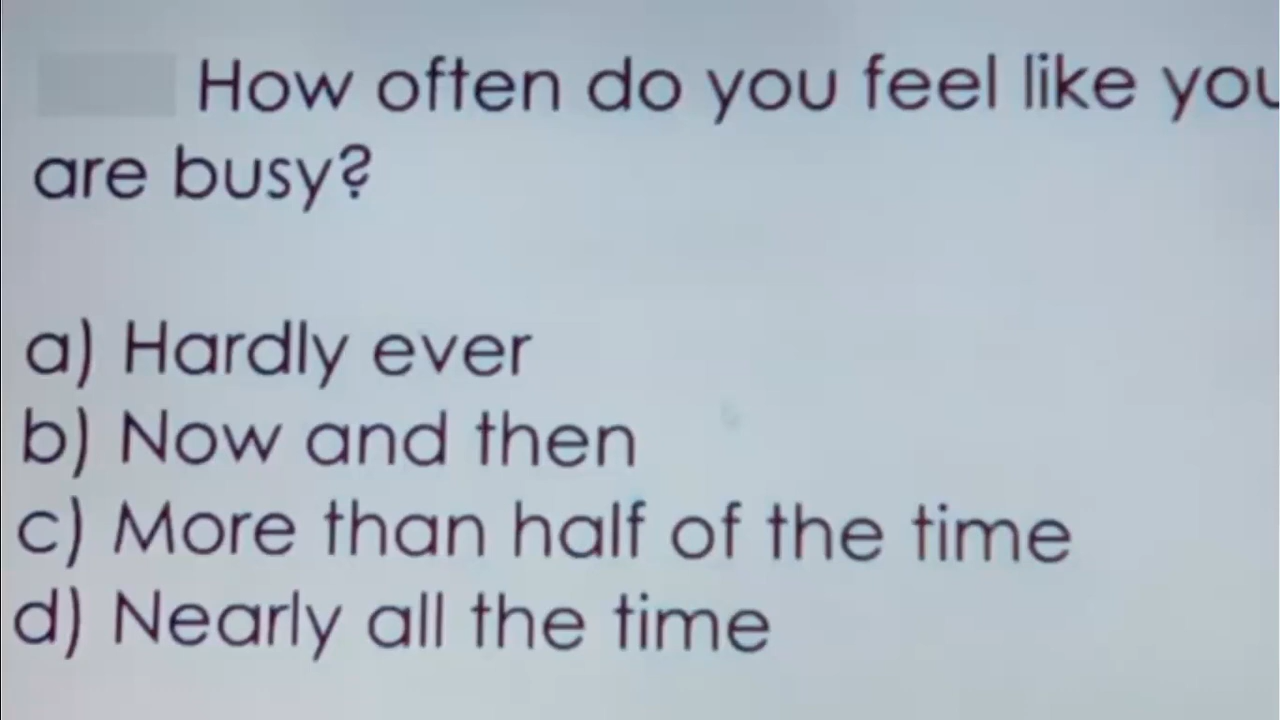 How often do you feel like you
are busy?
a) Hardly ever
b) Now and then
c) More than half of the time
d) Nearly all the time